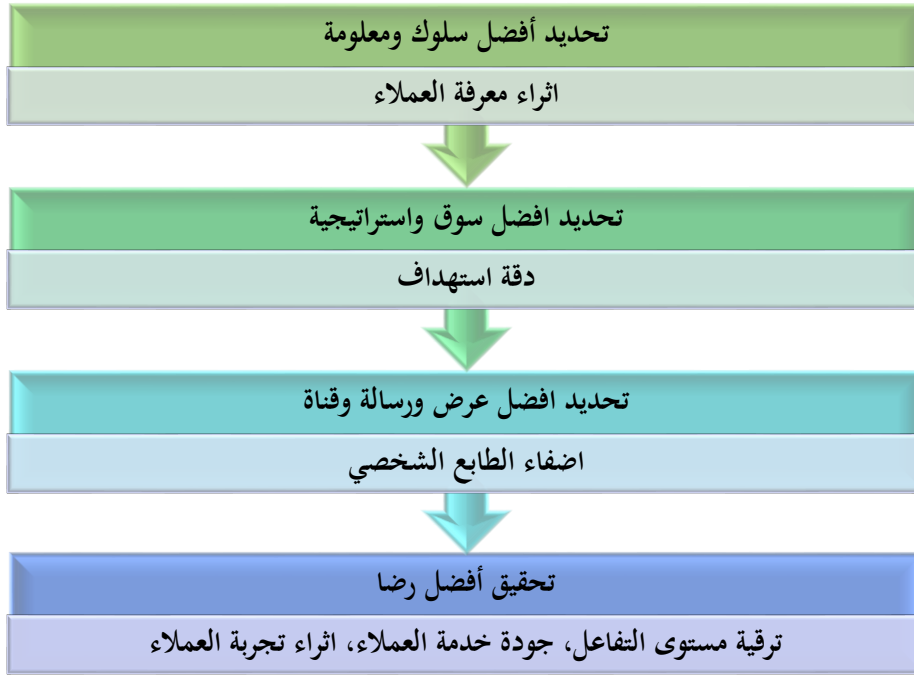 تحديد أفضل سلوك ومعلومة
اثراء معرفة العملاء
تحديد افضل سوق واستراتيجية
دقة استهداف
تحديد افضل عرض ورسالة وقناة
اضفاء الطابع الشخصي
تحقيق أفضل رضا
ترقية مستوى التفاعل، جودة خدمة العملاء، اثراء تجربة العملاء